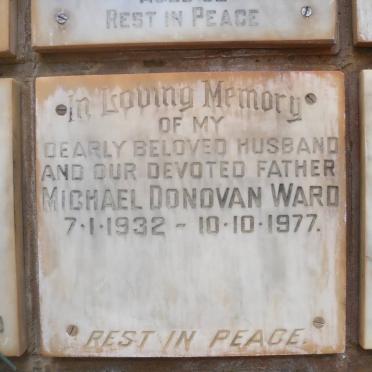 REST IN PEACE
In Loving Memory
OF MY
DEARLY BELOVED HUSBAND
AND OUR DEVOTED FATHER
MICHAEL DONOVAN WARD
7·1·1932 - 10·10·1977.
REST IN PEACE.